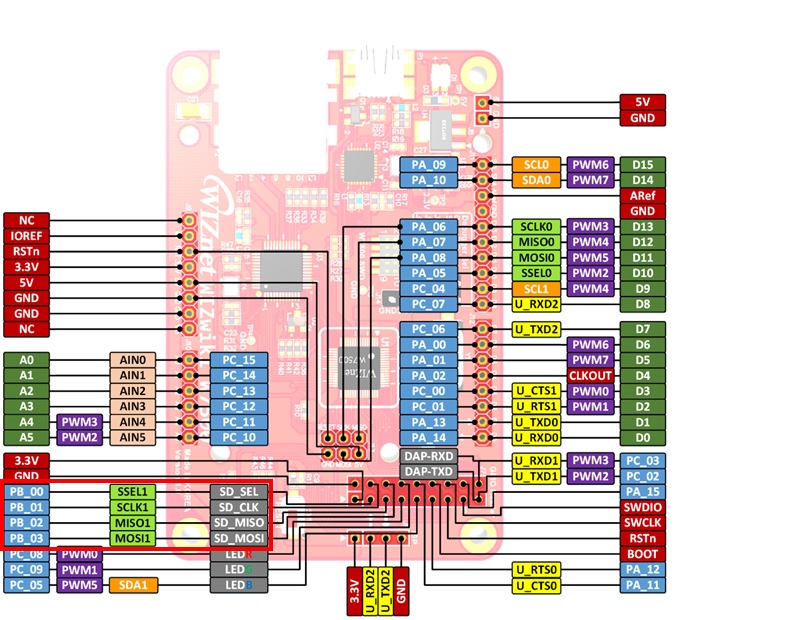 5V
GND
PA_09 SCL0 PWM6 D15
PA_10 SDA0 PWM7 D14
ARef
GND
PA_06 SCLK0 PWM3 D13
PA_07 MISO0 PWM4 D12
PA_08 MOSI0 PWM5 D11
PA_05 SSEL0 PWM2 D10
PC_04 SCL1 PWM4 D9
PC_07 U_RXD2 D8
NC
IOREF
RSTn
3.3V
5V
GND
GND
NC
WIZnet WIZwiki
PC_06 U_TXD2 D7
PA_00 PWM6 D6
PA_01 PWM7 D5
PA_02 CLKOUT D4
PC_00 U_CTS1 PWM0 D3
PC_01 U_RTS1 PWM1 D2
PA_13 U_TXD0 D1
PA_14 U_RXD0 D0
WIZnet
W7500
A0 AIN0 PC_15
A1 AIN1 PC_14
A2 AIN2 PC_13
A3 AIN3 PC_12
A4 PWM3 AIN4 PC_11
A5 PWM2 AIN5 PC_10
DAP-RXD U_RXD1 PWM3 PC_03
DAP-TXD U_TXD1 PWM2 PC_02
PA_15
SWDIO
SWCLK
RSTn
BOOT
U_RTS0 PA_12
U_CTS0 PA_11
3.3V
GND
PB_00 SSEL1 SD_SEL
PB_01 SCLK1 SD_CLK
PB_02 MISO1 SD_MISO
PB_03 MOSI1 SD_MOSI
PC_08 PWM0 LEDR
PC_09 PWM1 LEDG
PC_05 PWM5 SDA1 LEDB
3.3V
U_RXD2
U_TXD2
GND